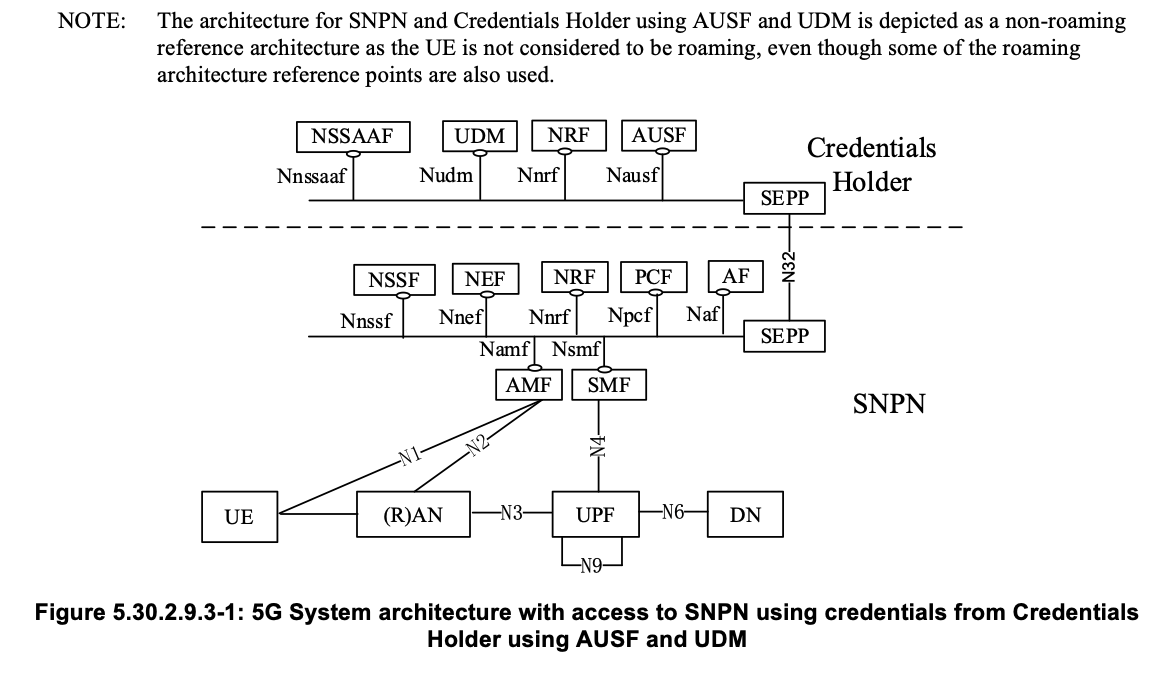 NOTE: The architecture for SNPN and Credentials Holder using AUSF and UDM is depicted as a non-roaming
reference architecture as the UE is not considered to be roaming, even though some of the roaming
architecture reference points are also used.
NSSAAF UDM NRF AUSF
Credentials
Holder
Nnssaaf Nudm Nnrf Nausf
SEPP
N32
NSSF NEF NRF PCF AF
Nnssf Nnef Nnrf Npcf Naf
SEPP
Namf Nsmf
AMF SMF
SNPN
N1 N2 N4
UE (R)AN N3 UPF N6 DN
N9
Figure 5.30.2.9.3-1: 5G System architecture with access to SNPN using credentials from Credentials
Holder using AUSF and UDM